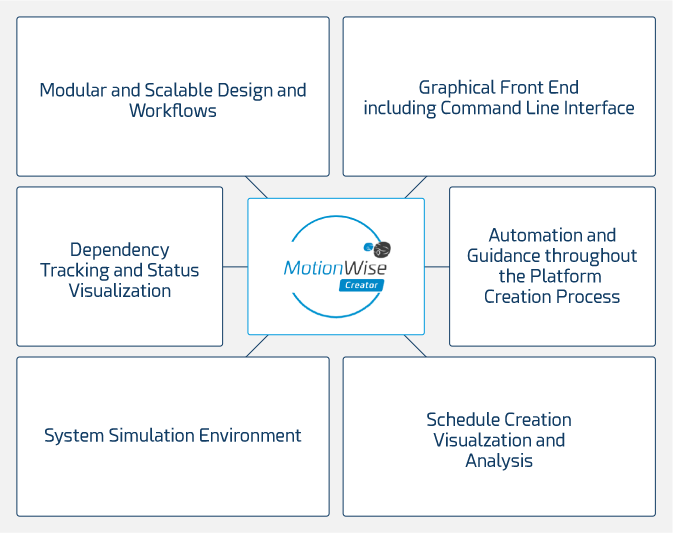 Modular and Scalable Design and
Workflows
Graphical Front End
including Command Line Interface
Dependency
Tracking and Status
Visualization
MotionWise
Creator
Automation and
Guidance throughout
the Platform
Creation Process
System Simulation Environment
Schedule Creation
Visualzation and
Analysis